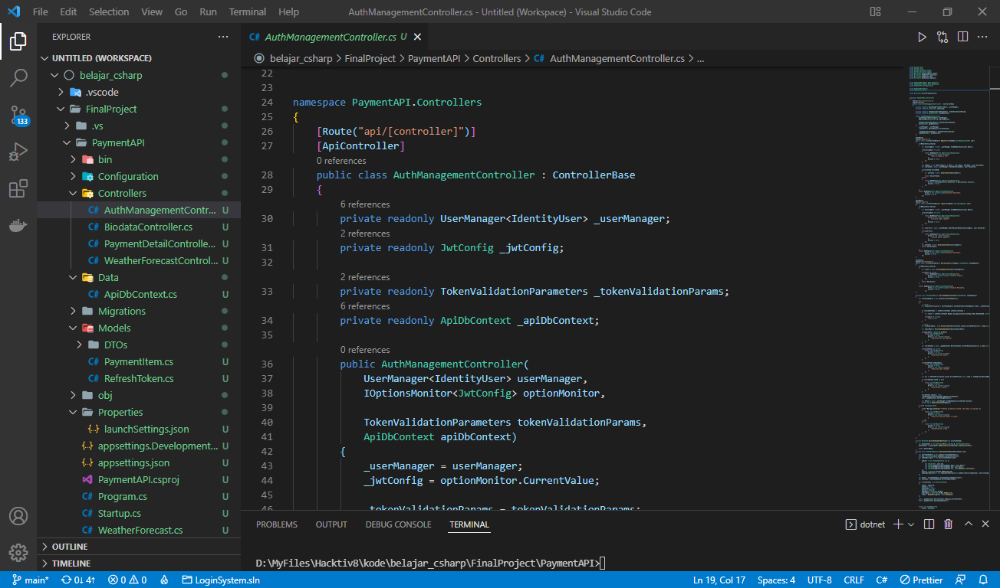 File Edit Selection View Go Run Terminal Help AuthManagementController.cs - Untitled (Workspace) - Visual Studio Code
EXPLORER
UNTITLED (WORKSPACE)
belajar_csharp
.vscode
FinalProject
.vs
PaymentAPI
bin
Configuration
Controllers
AuthManagementContr... U
BiodataController.cs U
PaymentDetailControlle... U
WeatherForecastControl... U
Data
ApiDbContext.cs U
Migrations
Models
DTOs
PaymentItem.cs U
RefreshToken.cs U
obj
Properties
launchSettings.json U
appsettings.Development... U
appsettings.json U
PaymentAPI.csproj U
Program.cs U
Startup.cs U
WeatherForecast.cs U
OUTLINE
TIMELINE
133
C# AuthManagementController.cs U
belajar_csharp > FinalProject > PaymentAPI > Controllers > C# AuthManagementController.cs > ...
22
23
24 namespace PaymentAPI.Controllers
25 {
26 [Route("api/[controller]")]
27 [ApiController]
0 references
28 public class AuthManagementController : ControllerBase
29 {
6 references
30 private readonly UserManager<IdentityUser> _userManager;
2 references
31 private readonly JwtConfig _jwtConfig;
32
2 references
33 private readonly TokenValidationParameters _tokenValidationParams;
6 references
34 private readonly ApiDbContext _apiDbContext;
35
0 references
36 public AuthManagementController(
37 UserManager<IdentityUser> userManager,
38 IOptionsMonitor<JwtConfig> optionMonitor,
39
40 TokenValidationParameters tokenValidationParams,
41 ApiDbContext apiDbContext)
42 {
43 _userManager = userManager;
44 _jwtConfig = optionMonitor.CurrentValue;
45
46 _tokenValidationParams = tokenValidationParams;
PROBLEMS OUTPUT DEBUG CONSOLE TERMINAL dotnet
D:\MyFiles\Hacktiv8\kode\belajar_csharp\FinalProject\PaymentAPI>
main* 0↓ 4↑ 0 0 LoginSystem.sln Ln 19, Col 17 Spaces: 4 UTF-8 CRLF C# Prettier